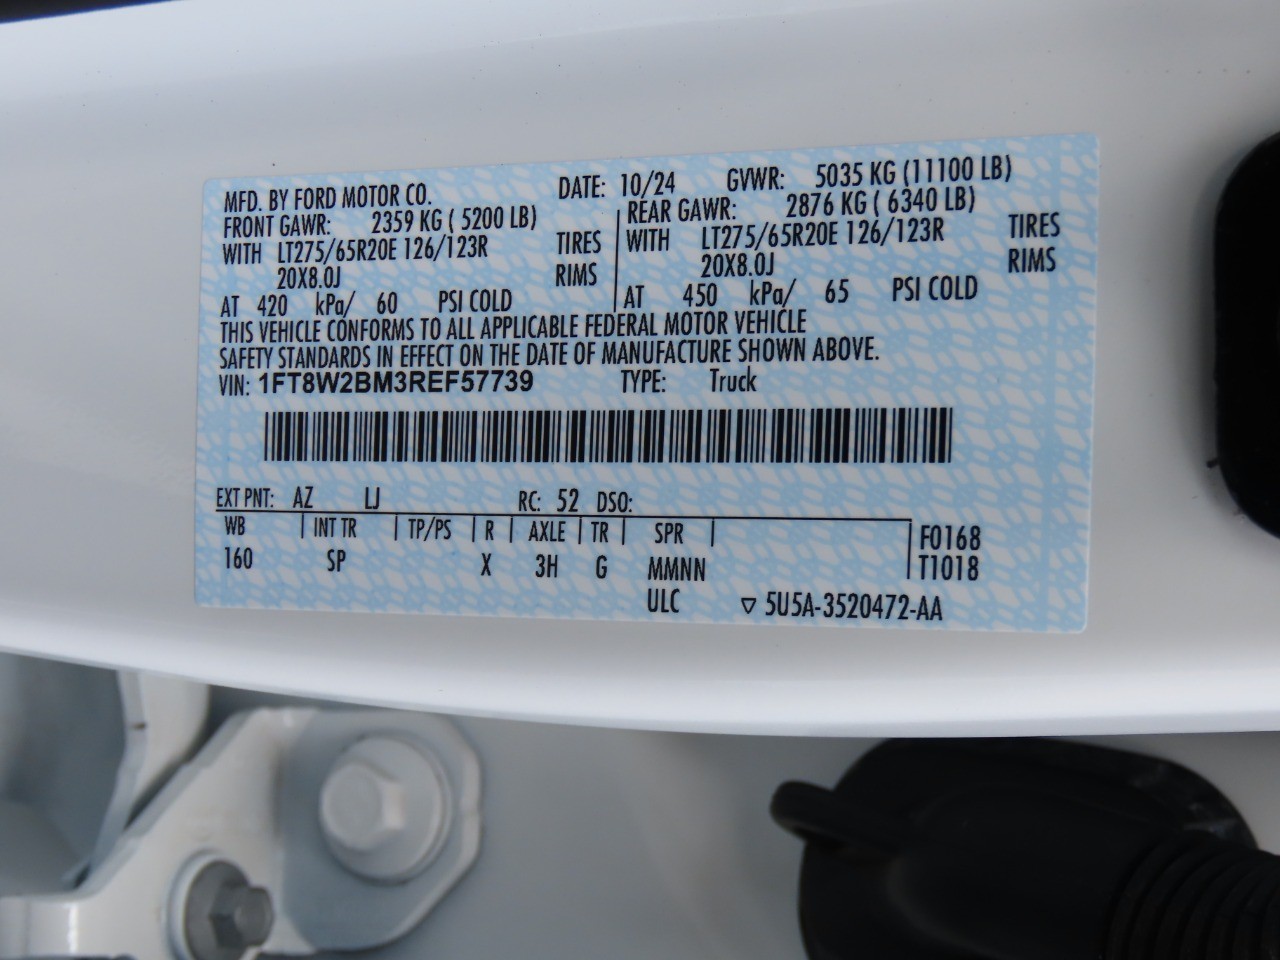 MFD. BY FORD MOTOR CO. DATE: 10/24 GVWR: 5035 KG (11100 LB)
FRONT GAWR: 2359 KG ( 5200 LB) REAR GAWR: 2876 KG ( 6340 LB)
WITH LT275/65R20E 126/123R TIRES WITH LT275/65R20E 126/123R TIRES
20X8.0J RIMS 20X8.0J RIMS
AT 420 kPa/ 60 PSI COLD AT 450 kPa/ 65 PSI COLD
THIS VEHICLE CONFORMS TO ALL APPLICABLE FEDERAL MOTOR VEHICLE
SAFETY STANDARDS IN EFFECT ON THE DATE OF MANUFACTURE SHOWN ABOVE.
VIN: 1FT8W2BM3REF57739 TYPE: Truck
EXT PNT: AZ LJ RC: 52 DSO:
WB INT TR TP/PS R AXLE TR SPR F0168
160 SP X 3H G MMNN T1018
ULC ▽ 5U5A-3520472-AA